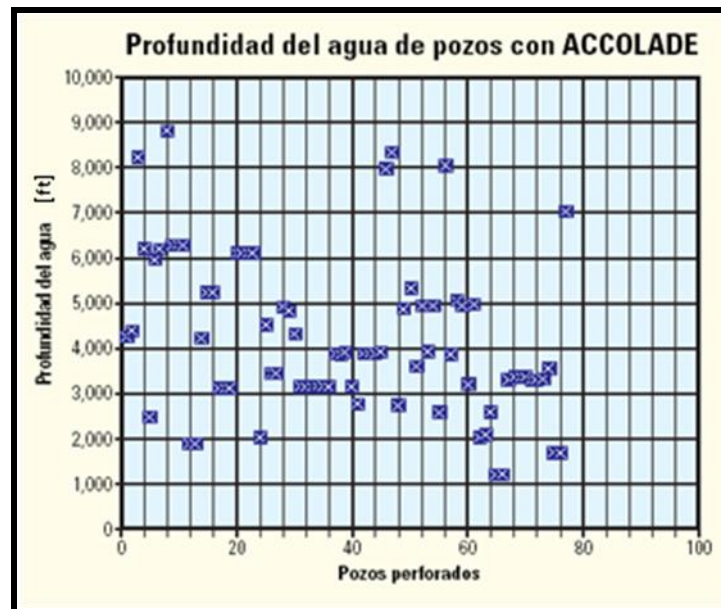 Profundidad del agua de pozos con ACCOLADE
Profundidad del agua [ft]
10,000
9,000
8,000
7,000
6,000
5,000
4,000
3,000
2,000
1,000
0
0 20 40 60 80 100
Pozos perforados